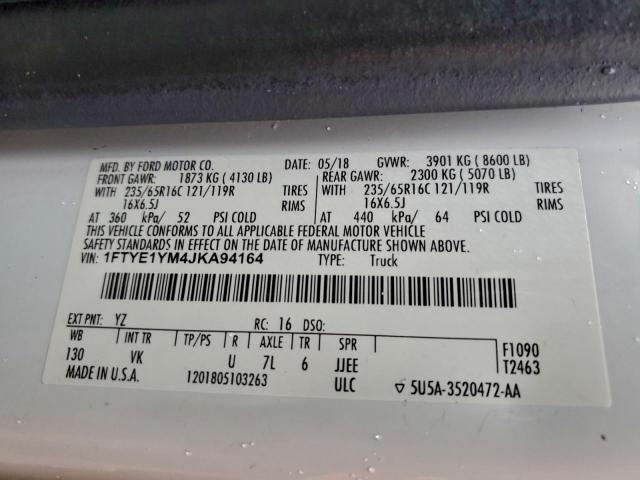 MFD. BY FORD MOTOR CO. DATE: 05/18 GVWR: 3901 KG ( 8600 LB)
FRONT GAWR: 1873 KG ( 4130 LB) REAR GAWR: 2300 KG ( 5070 LB)
WITH 235/65R16C 121/119R TIRES 235/65R16C 121/119R TIRES
16X6.5J RIMS 16X6.5J RIMS
AT 360 kPa/ 52 PSI COLD AT 440 kPa/ 64 PSI COLD
THIS VEHICLE CONFORMS TO ALL APPLICABLE FEDERAL MOTOR VEHICLE
SAFETY STANDARDS IN EFFECT ON THE DATE OF MANUFACTURE SHOWN ABOVE.
VIN: 1FTYE1YM4JKA94164 TYPE: Truck
EXT PNT: YZ RC: 16 DSO:
WB INT TR TP/PS R AXLE TR SPR F1090
130 VK U 7L 6 JJEE T2463
MADE IN U.S.A. 1201805103263 ULC ▽ 5U5A-3520472-AA